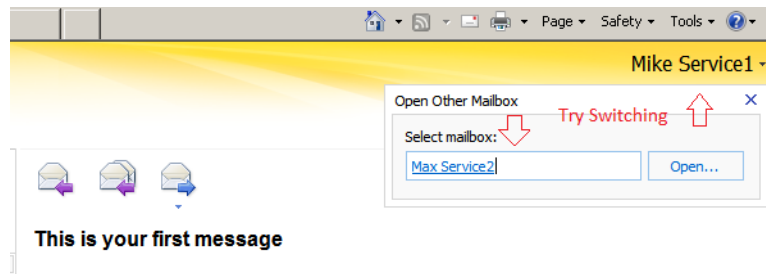 Page Safety Tools
Mike Service1
Open Other Mailbox
Try Switching
Select mailbox:
Max Service2
Open...
This is your first message